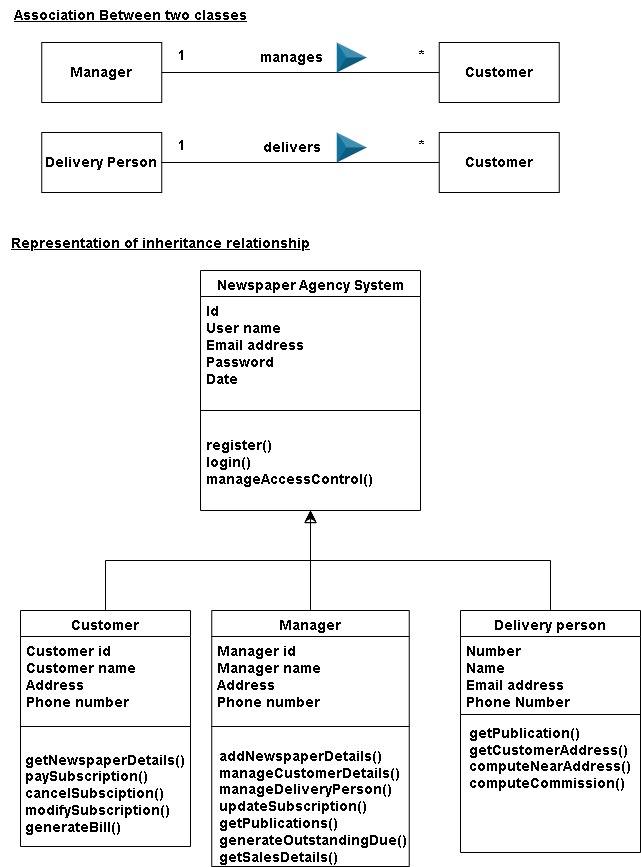 Association Between two classes
1 manages *
Manager Customer
1 delivers *
Delivery Person Customer
Representation of inheritance relationship
Newspaper Agency System
Id
User name
Email address
Password
Date
register()
login()
manageAccessControl()
Customer
Customer id
Customer name
Address
Phone number
getNewspaperDetails()
paySubscription()
cancelSubsciption()
modifySubscription()
generateBill()
Manager
Manager id
Manager name
Address
Phone number
addNewspaperDetails()
manageCustomerDetails()
manageDeliveryPerson()
updateSubscription()
getPublications()
generateOutstandingDue()
getSalesDetails()
Delivery person
Number
Name
Email address
Phone Number
getPublication()
getCustomerAddress()
computeNearAddress()
computeCommission()